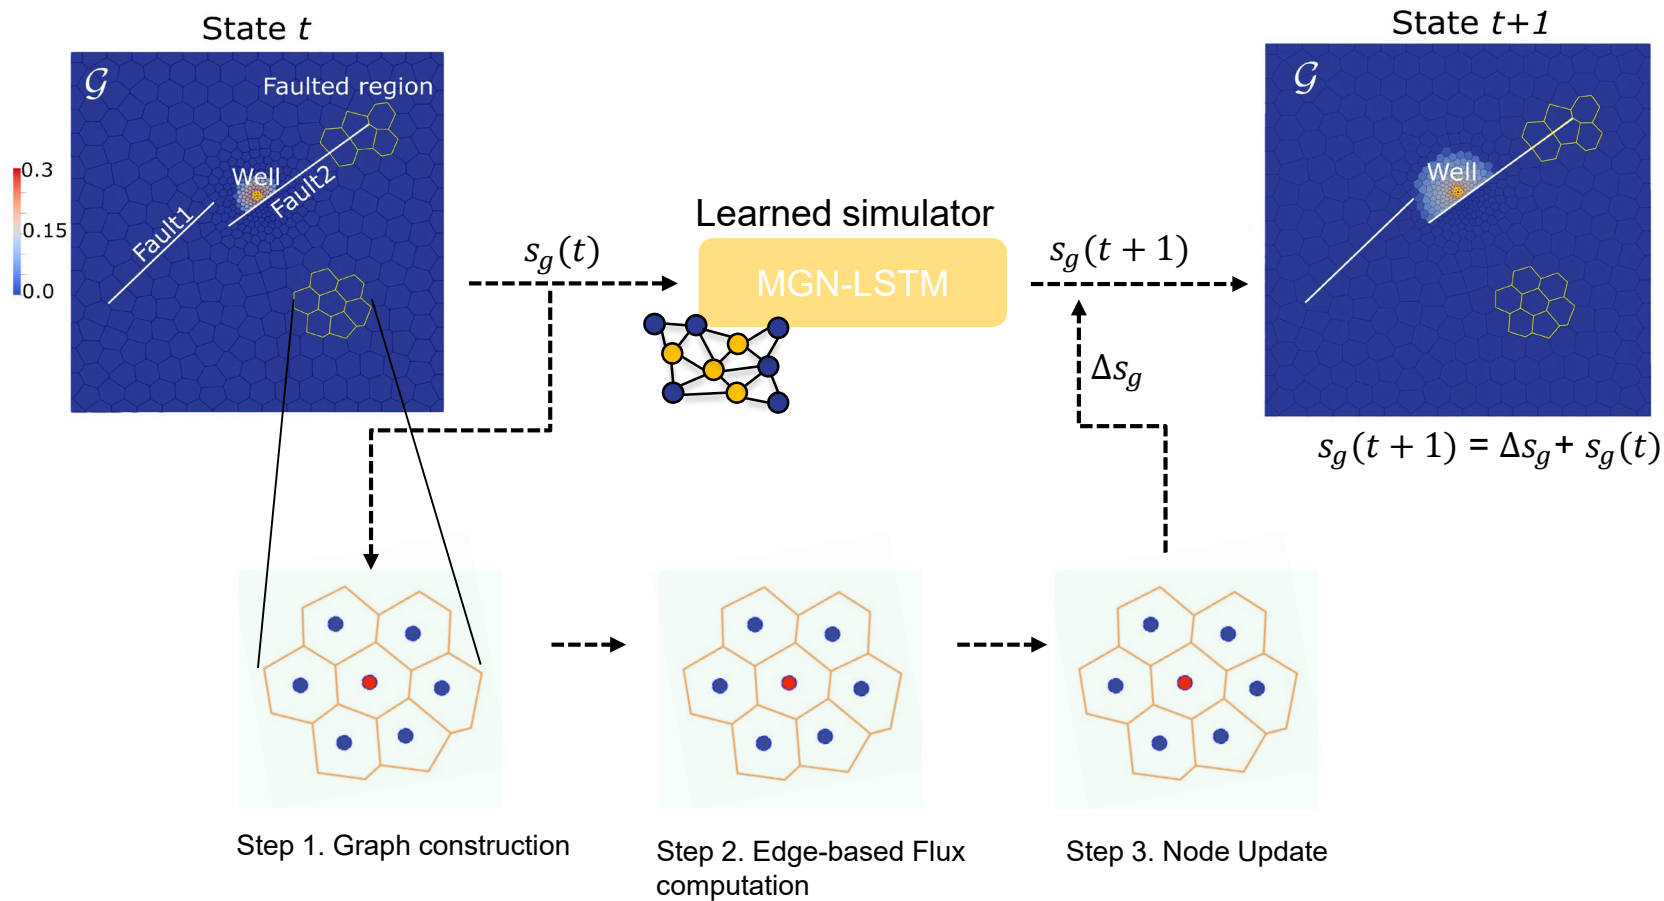 State t
State t+1
𝒢
Faulted region
𝒢
0.3
Well
Well
Fault2
Fault1
0.15
Learned simulator
s_g(t)
s_g(t + 1)
MGN-LSTM
0.0
Δs_g
s_g(t + 1) = Δs_g+ s_g(t)
Step 1. Graph construction
Step 2. Edge-based Flux
computation
Step 3. Node Update